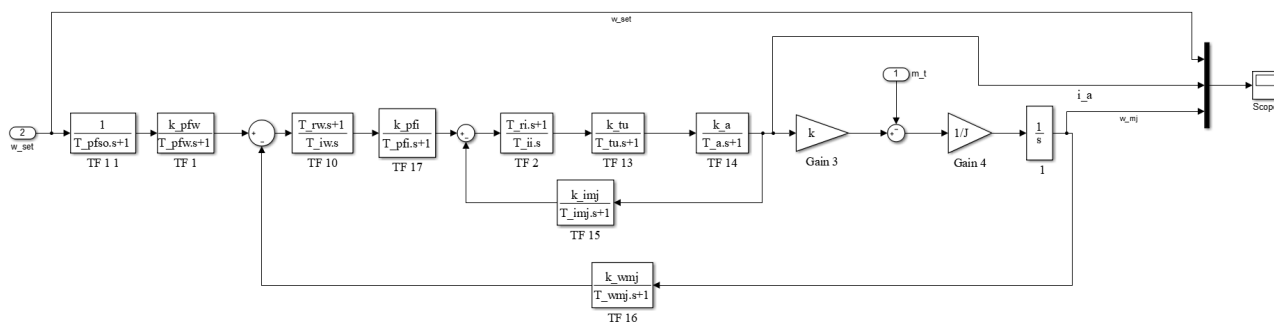 w_set
2
w_set
1
T_pfso.s+1
TF 1 1
k_pfw
T_pfw.s+1
TF 1
+
−
T_rw.s+1
T_iw.s
TF 10
k_pfi
T_pfi.s+1
TF 17
+
−
T_ri.s+1
T_ii.s
TF 2
k_tu
T_tu.s+1
TF 13
k_a
T_a.s+1
TF 14
k
Gain 3
1
m_t
−
+
1/J
Gain 4
1
s
1
i_a
w_mj
Scope
k_imj
T_imj.s+1
TF 15
k_wmj
T_wmj.s+1
TF 16